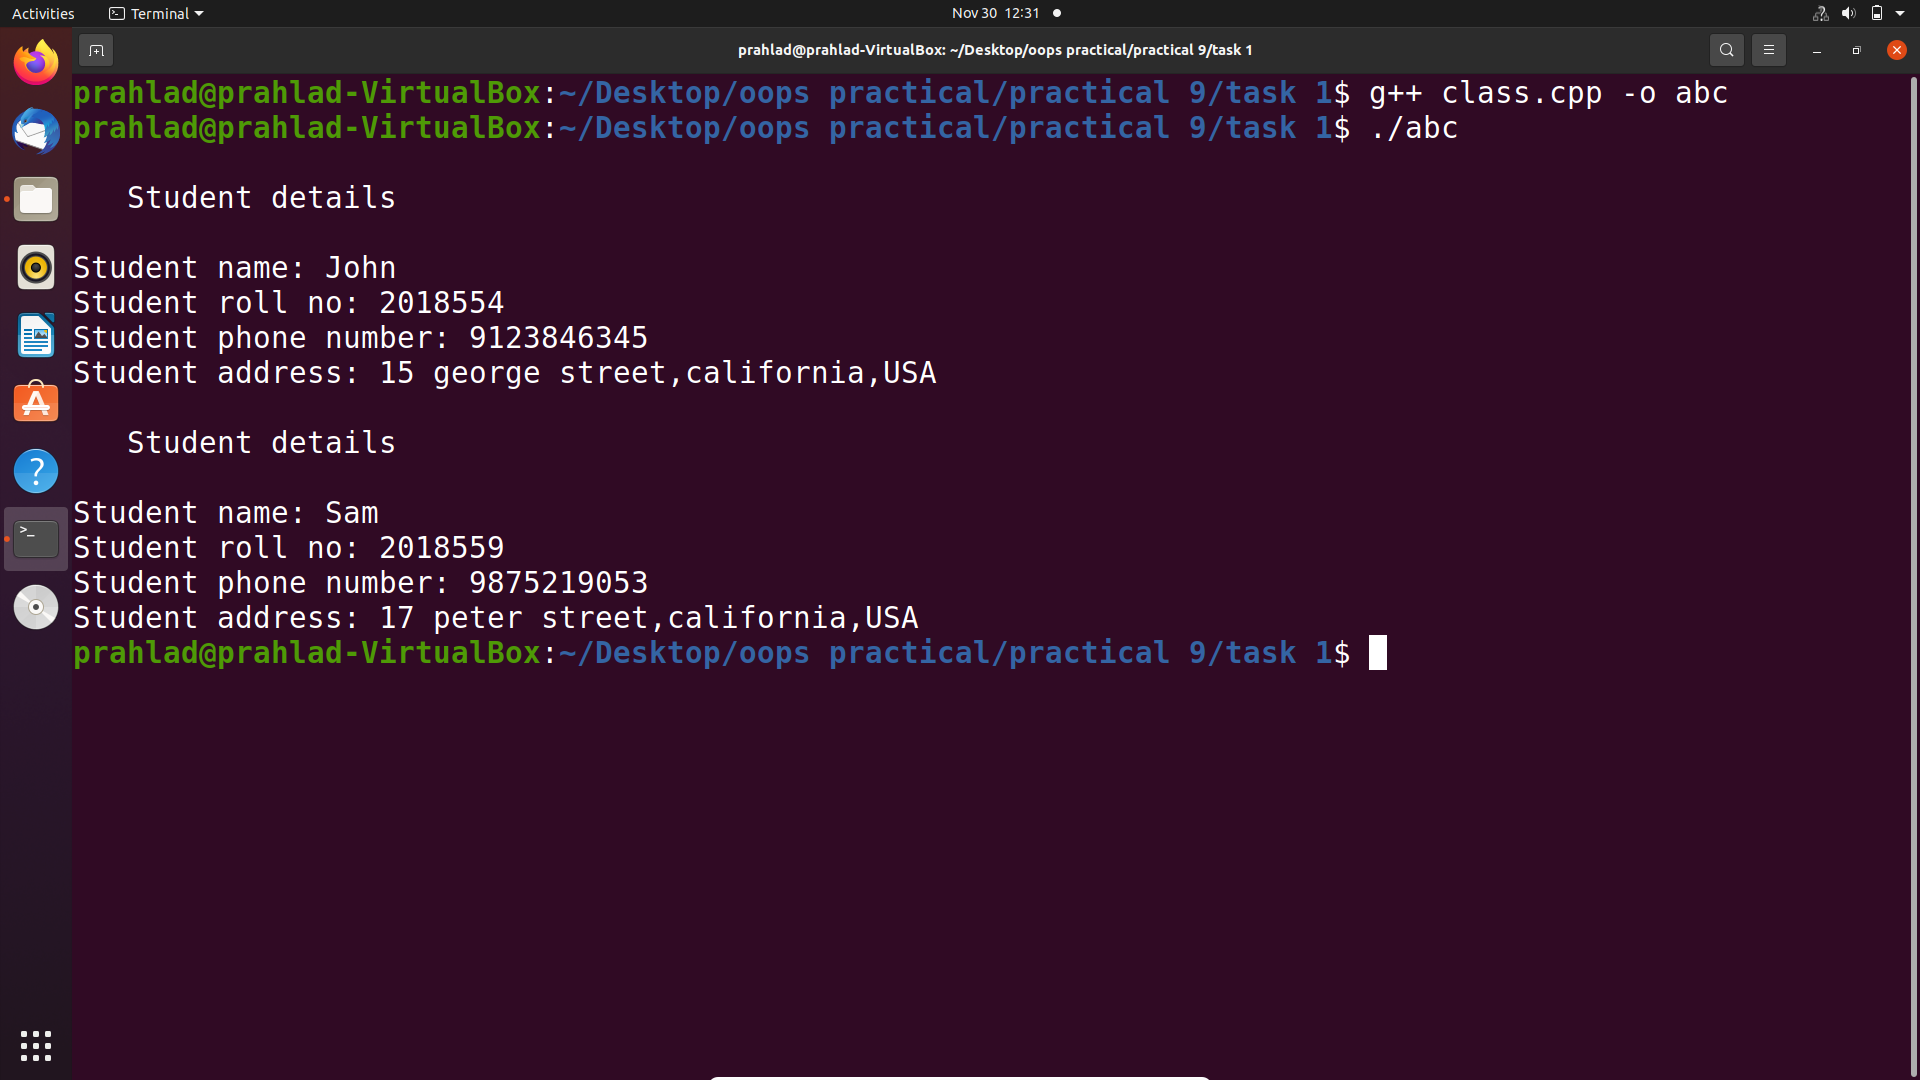 Activities
Terminal
Nov 30 12:31
prahlad@prahlad-VirtualBox: ~/Desktop/oops practical/practical 9/task 1
prahlad@prahlad-VirtualBox:~/Desktop/oops practical/practical 9/task 1$ g++ class.cpp -o abc
prahlad@prahlad-VirtualBox:~/Desktop/oops practical/practical 9/task 1$ ./abc
Student details
Student name: John
Student roll no: 2018554
Student phone number: 9123846345
Student address: 15 george street,california,USA
Student details
Student name: Sam
Student roll no: 2018559
Student phone number: 9875219053
Student address: 17 peter street,california,USA
prahlad@prahlad-VirtualBox:~/Desktop/oops practical/practical 9/task 1$